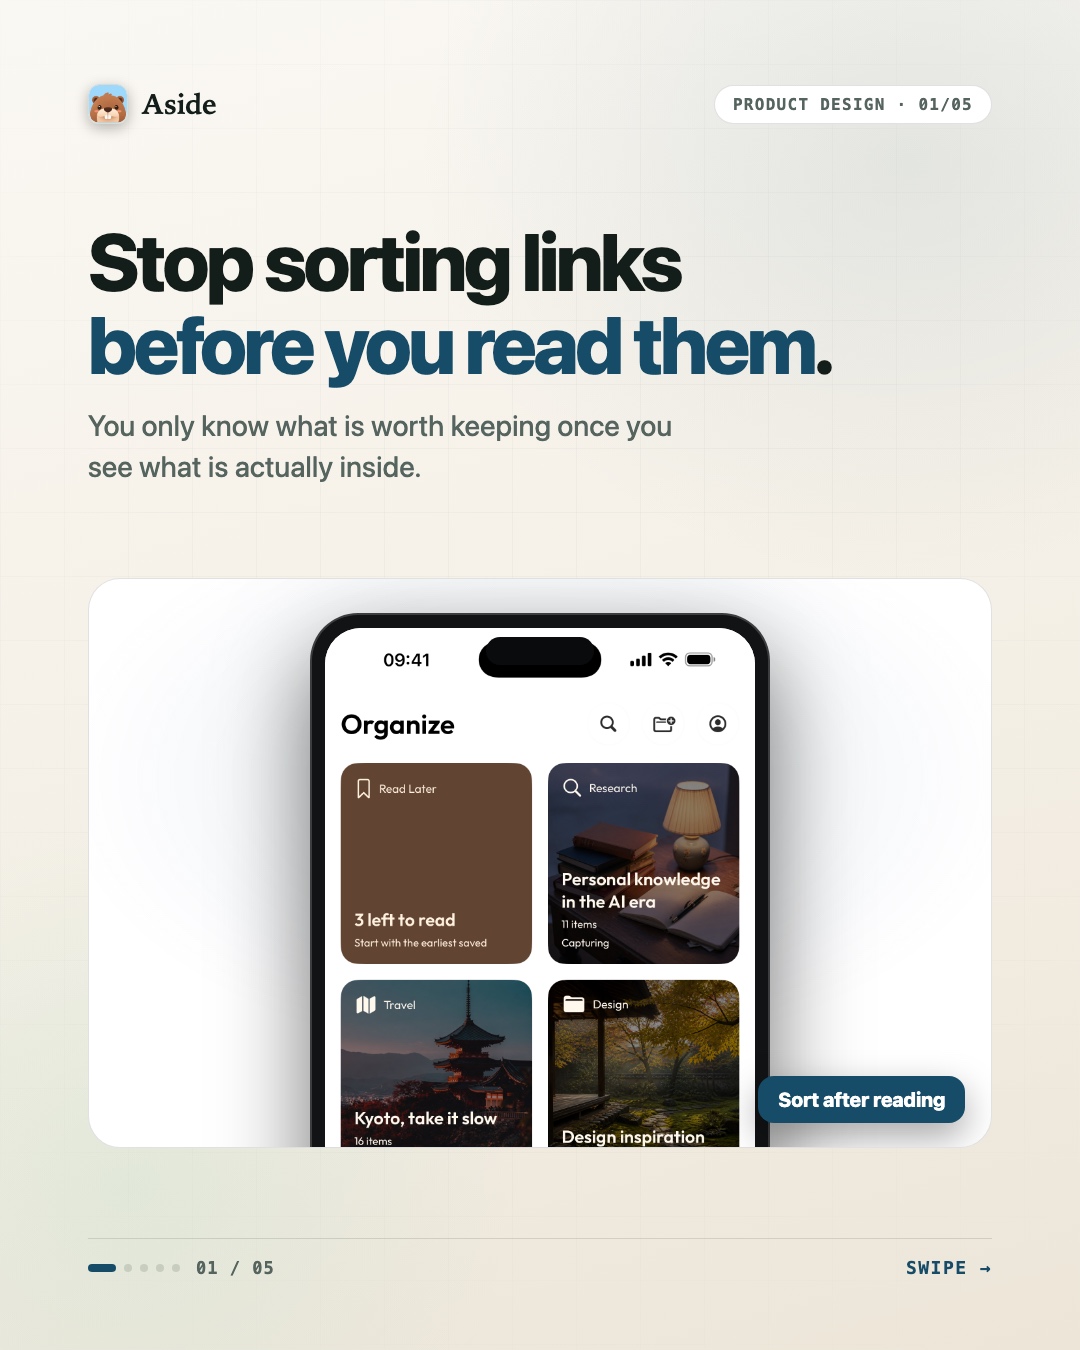 Aside
PRODUCT DESIGN · 01/05
Stop sorting links
before you read them.
You only know what is worth keeping once you
see what is actually inside.
09:41
Organize
Read Later
3 left to read
Start with the earliest saved
Research
Personal knowledge
in the AI era
11 items
Capturing
Travel
Kyoto, take it slow
16 items
Design
Design inspiration
Sort after reading
01 / 05
SWIPE →